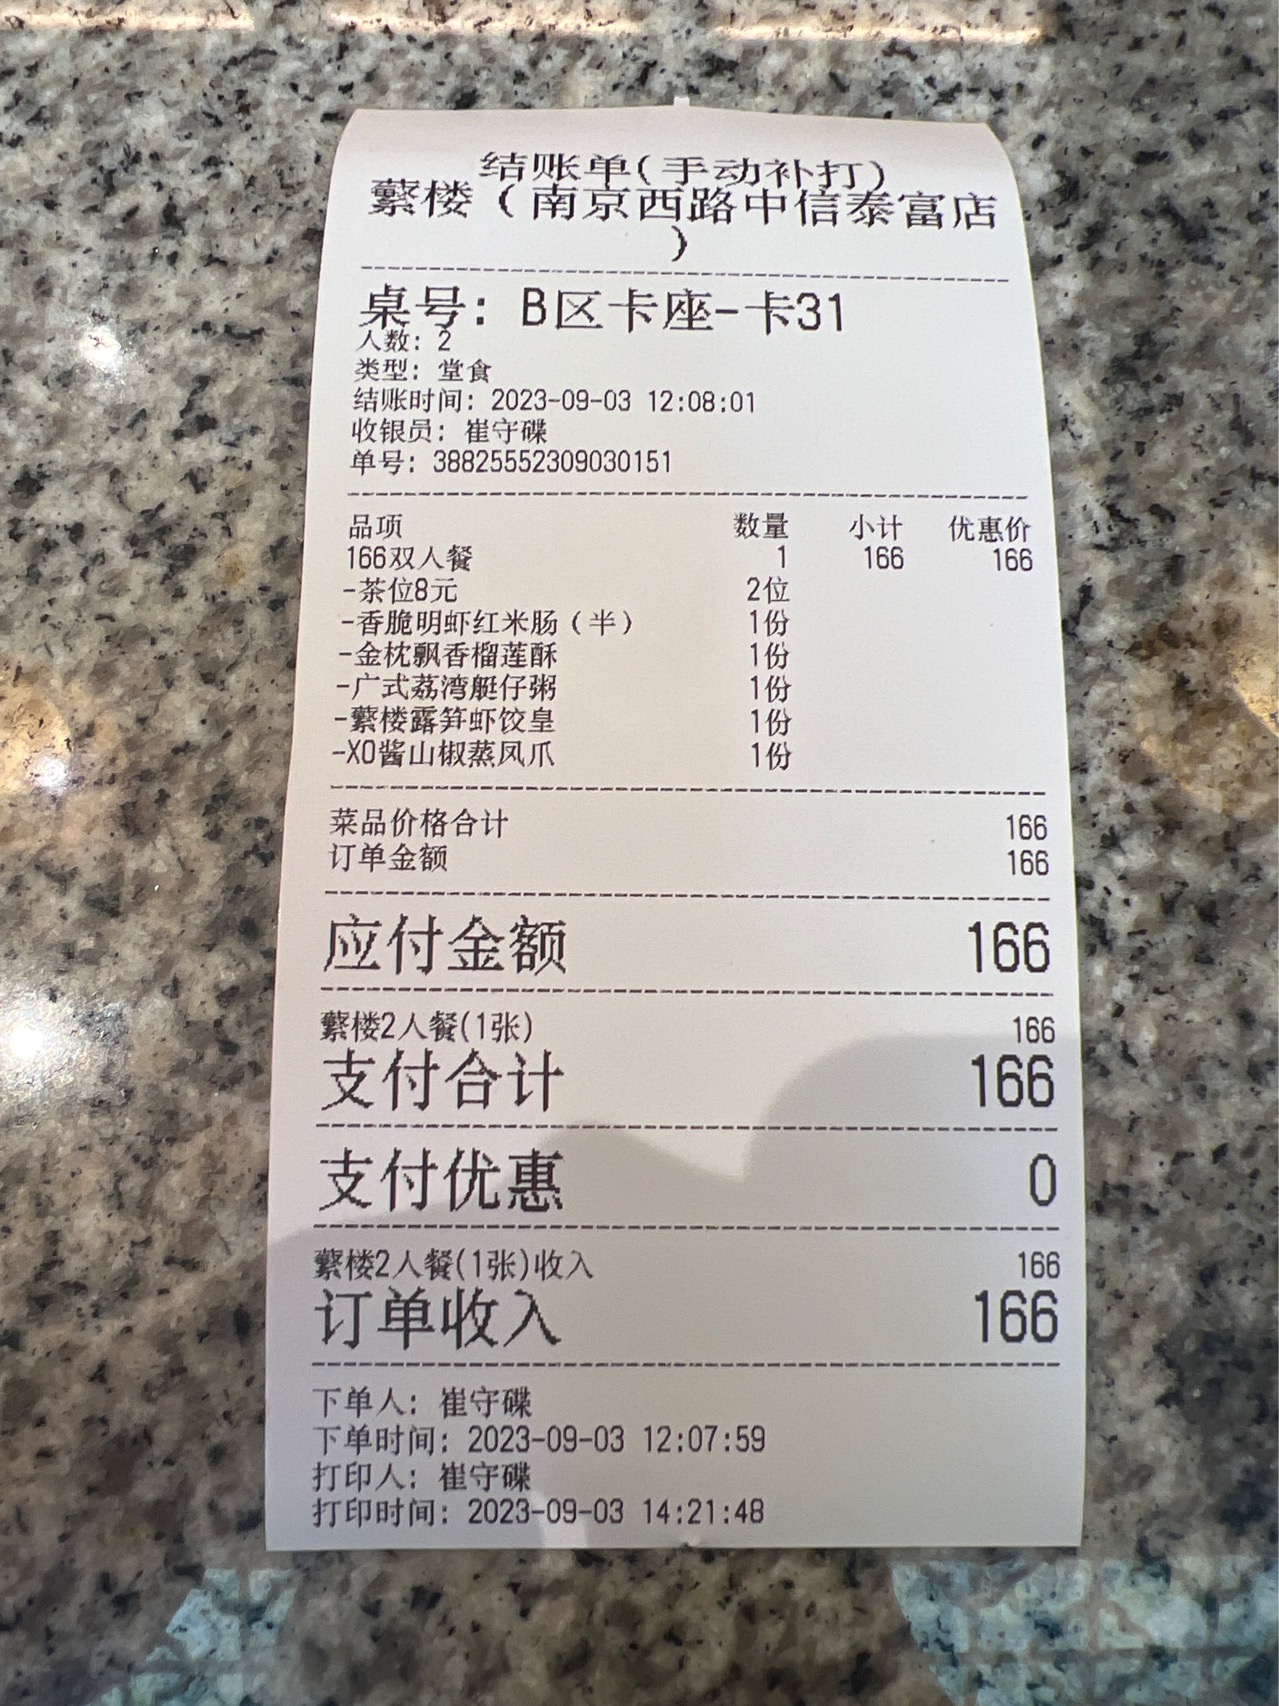 结账单(手动补打)
蘩楼（南京西路中信泰富店
）
桌号: B区卡座-卡31
人数: 2
类型: 堂食
结账时间: 2023-09-03 12:08:01
收银员: 崔守碟
单号: 38825552309030151
品项 数量 小计 优惠价
166双人餐 1 166 166
-茶位8元 2位
-香脆明虾红米肠（半） 1份
-金枕飘香榴莲酥 1份
-广式荔湾艇仔粥 1份
-蘩楼露笋虾饺皇 1份
-XO酱山椒蒸凤爪 1份
菜品价格合计 166
订单金额 166
应付金额 166
蘩楼2人餐(1张) 166
支付合计 166
支付优惠 0
蘩楼2人餐(1张)收入 166
订单收入 166
下单人: 崔守碟
下单时间: 2023-09-03 12:07:59
打印人: 崔守碟
打印时间: 2023-09-03 14:21:48